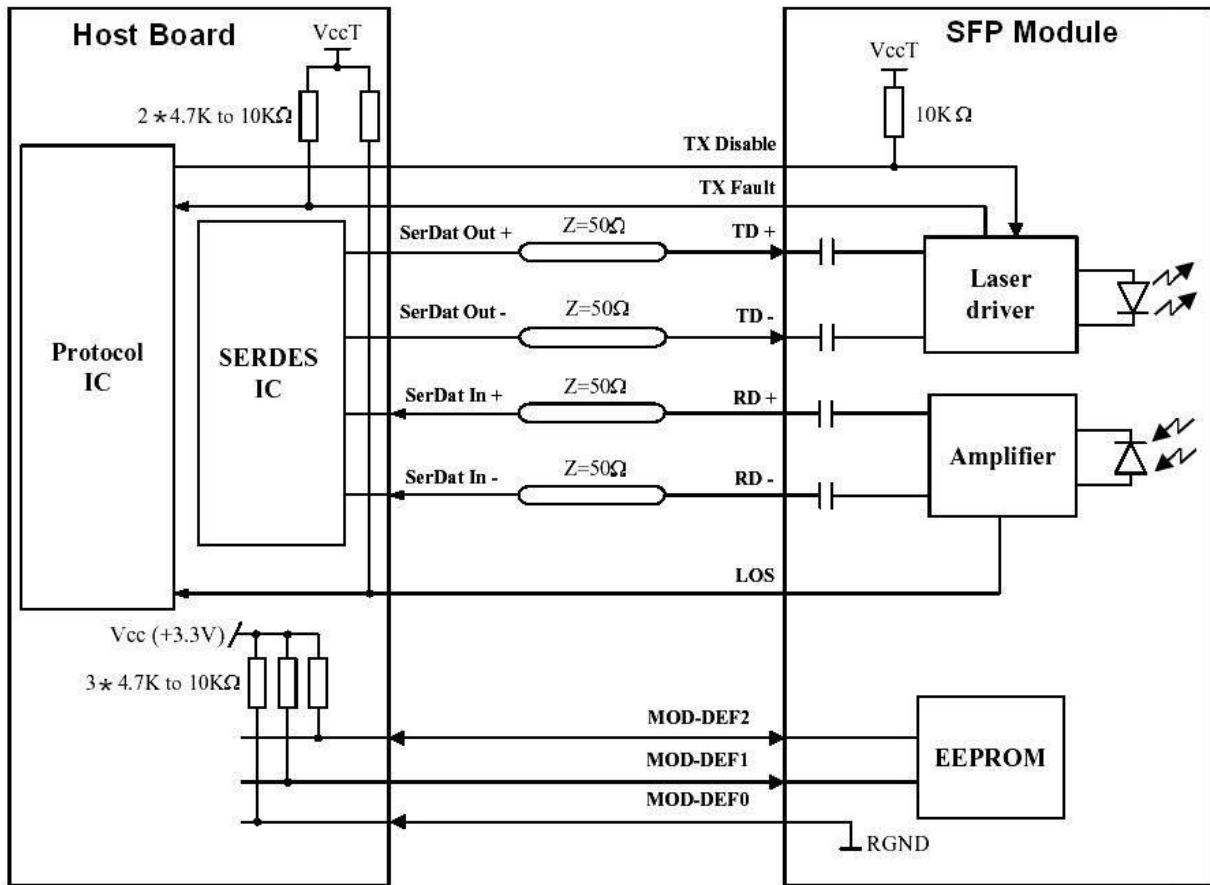 Host Board
SFP Module
VccT
VccT
2*4.7K to 10KΩ
10KΩ
TX Disable
TX Fault
SerDat Out +
Z=50Ω
TD +
Laser
driver
SerDat Out -
Z=50Ω
TD -
Protocol
IC
SERDES
IC
SerDat In +
Z=50Ω
RD +
Amplifier
SerDat In -
Z=50Ω
RD -
LOS
Vcc (+3.3V)
3*4.7K to 10KΩ
MOD-DEF2
MOD-DEF1
MOD-DEF0
EEPROM
RGND